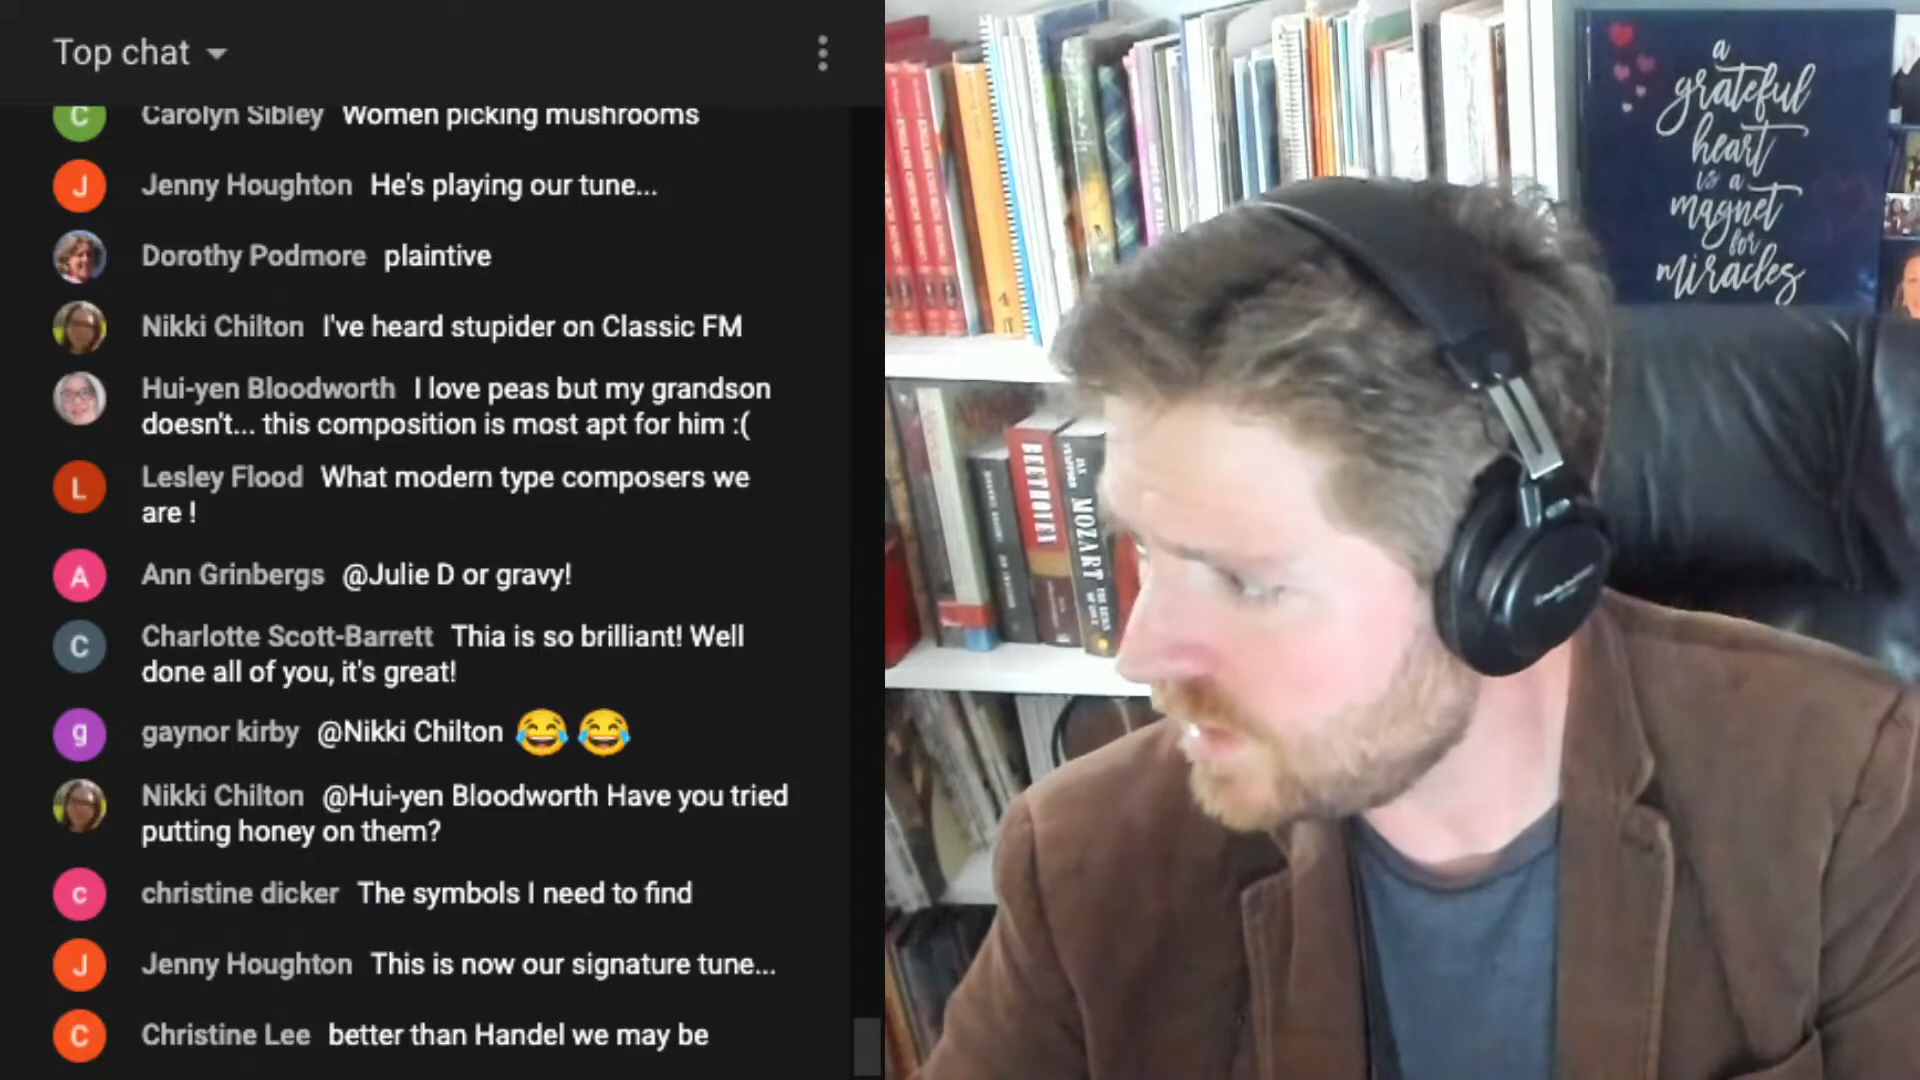 Top chat
Carolyn Sibley Women picking mushrooms
J Jenny Houghton He's playing our tune...
Dorothy Podmore plaintive
Nikki Chilton I've heard stupider on Classic FM
Hui-yen Bloodworth I love peas but my grandson
doesn't... this composition is most apt for him :(
L Lesley Flood What modern type composers we
are !
A Ann Grinbergs @Julie D or gravy!
C Charlotte Scott-Barrett Thia is so brilliant! Well
done all of you, it's great!
g gaynor kirby @Nikki Chilton 😂 😂
Nikki Chilton @Hui-yen Bloodworth Have you tried
putting honey on them?
c christine dicker The symbols I need to find
J Jenny Houghton This is now our signature tune...
C Christine Lee better than Handel we may be
a
grateful
heart
is a
magnet
for
miracles
BEETHOVEN
MOZART